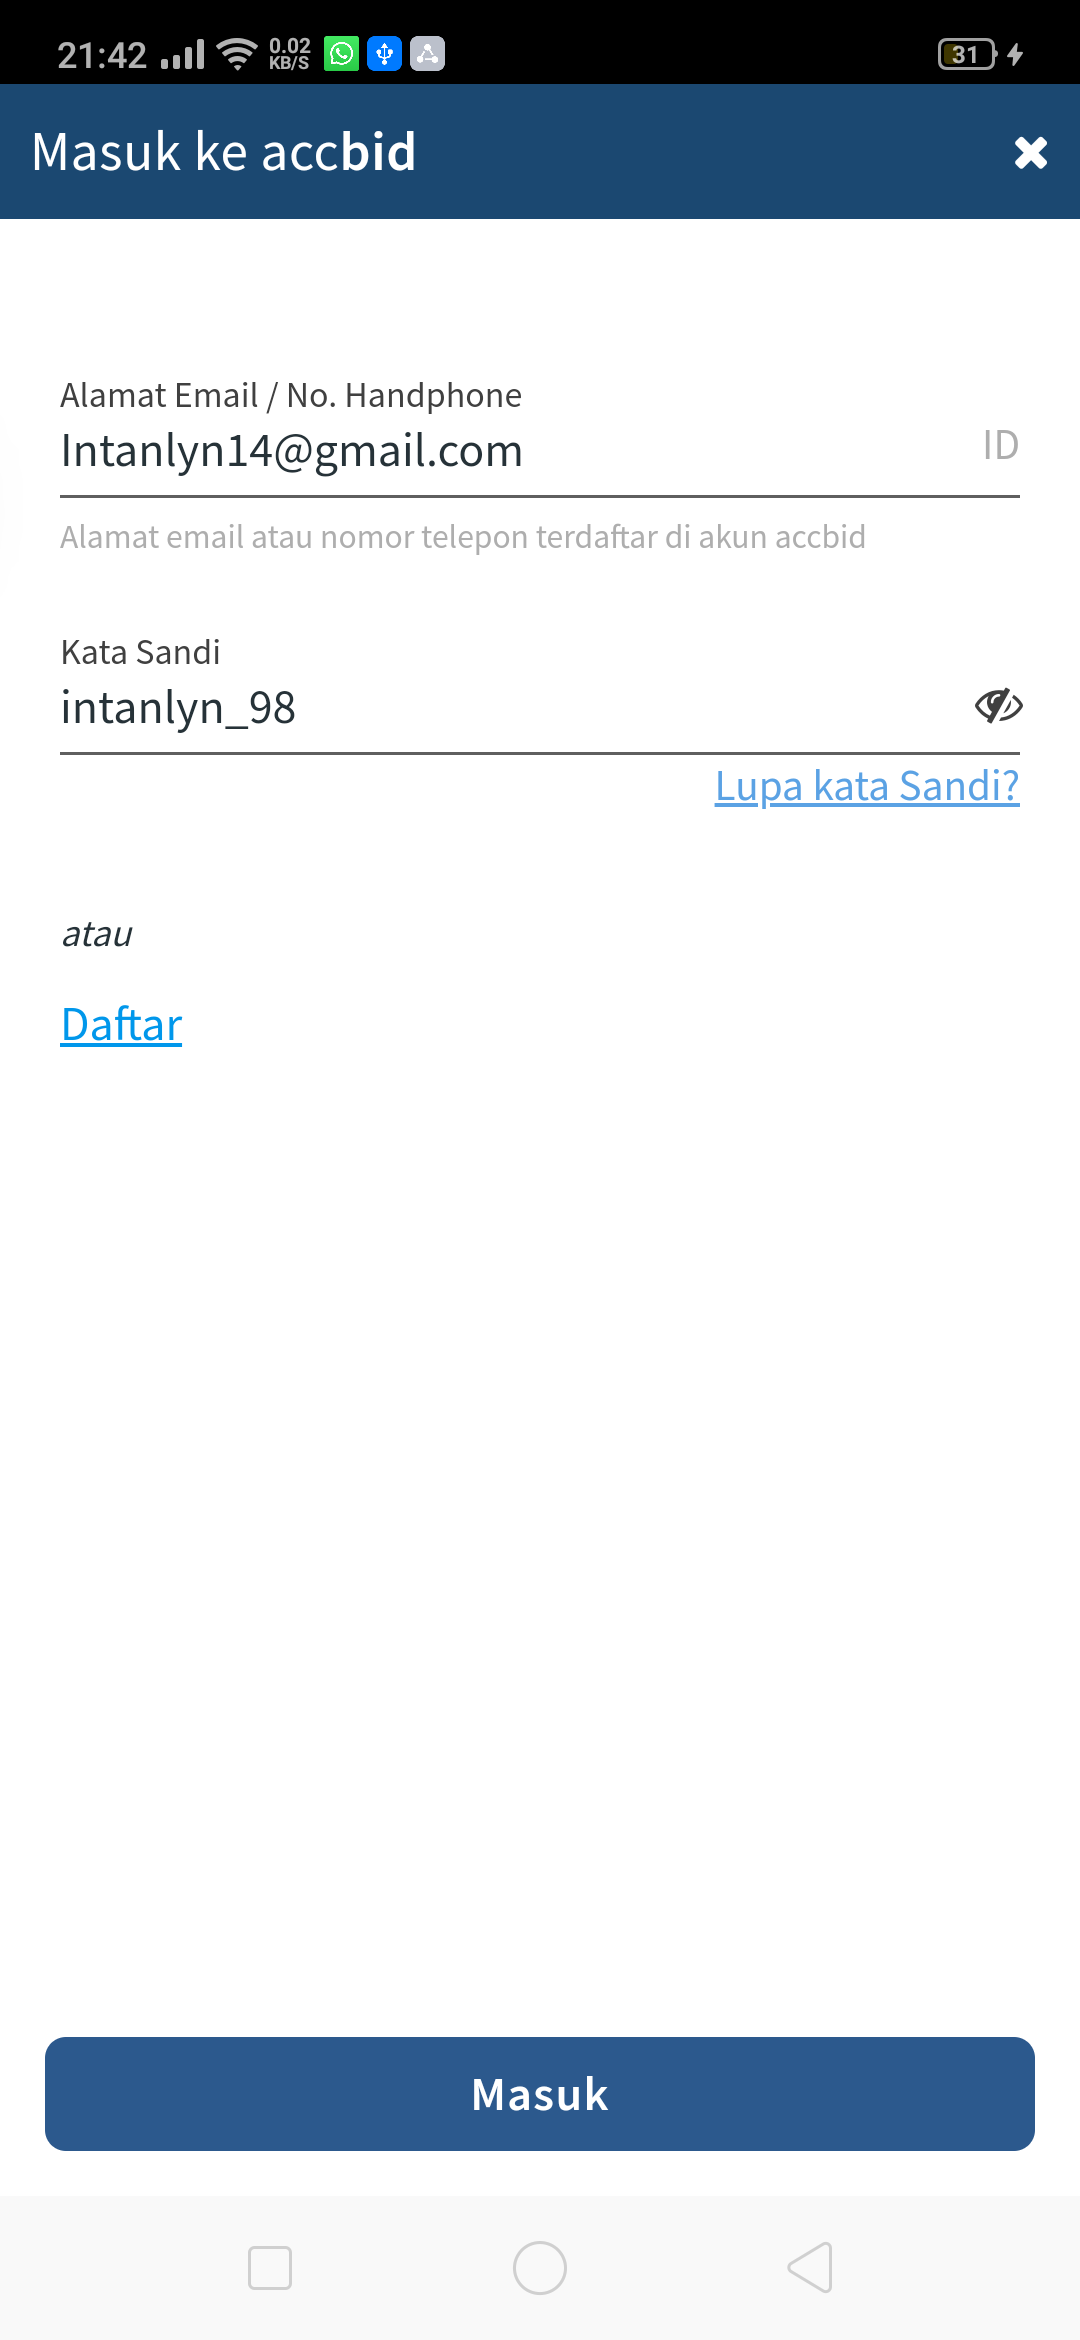 21:42
0.02
KB/S
31
Masuk ke accbid
Alamat Email / No. Handphone
Intanlyn14@gmail.com
ID
Alamat email atau nomor telepon terdaftar di akun accbid
Kata Sandi
intanlyn_98
Lupa kata Sandi?
atau
Daftar
Masuk